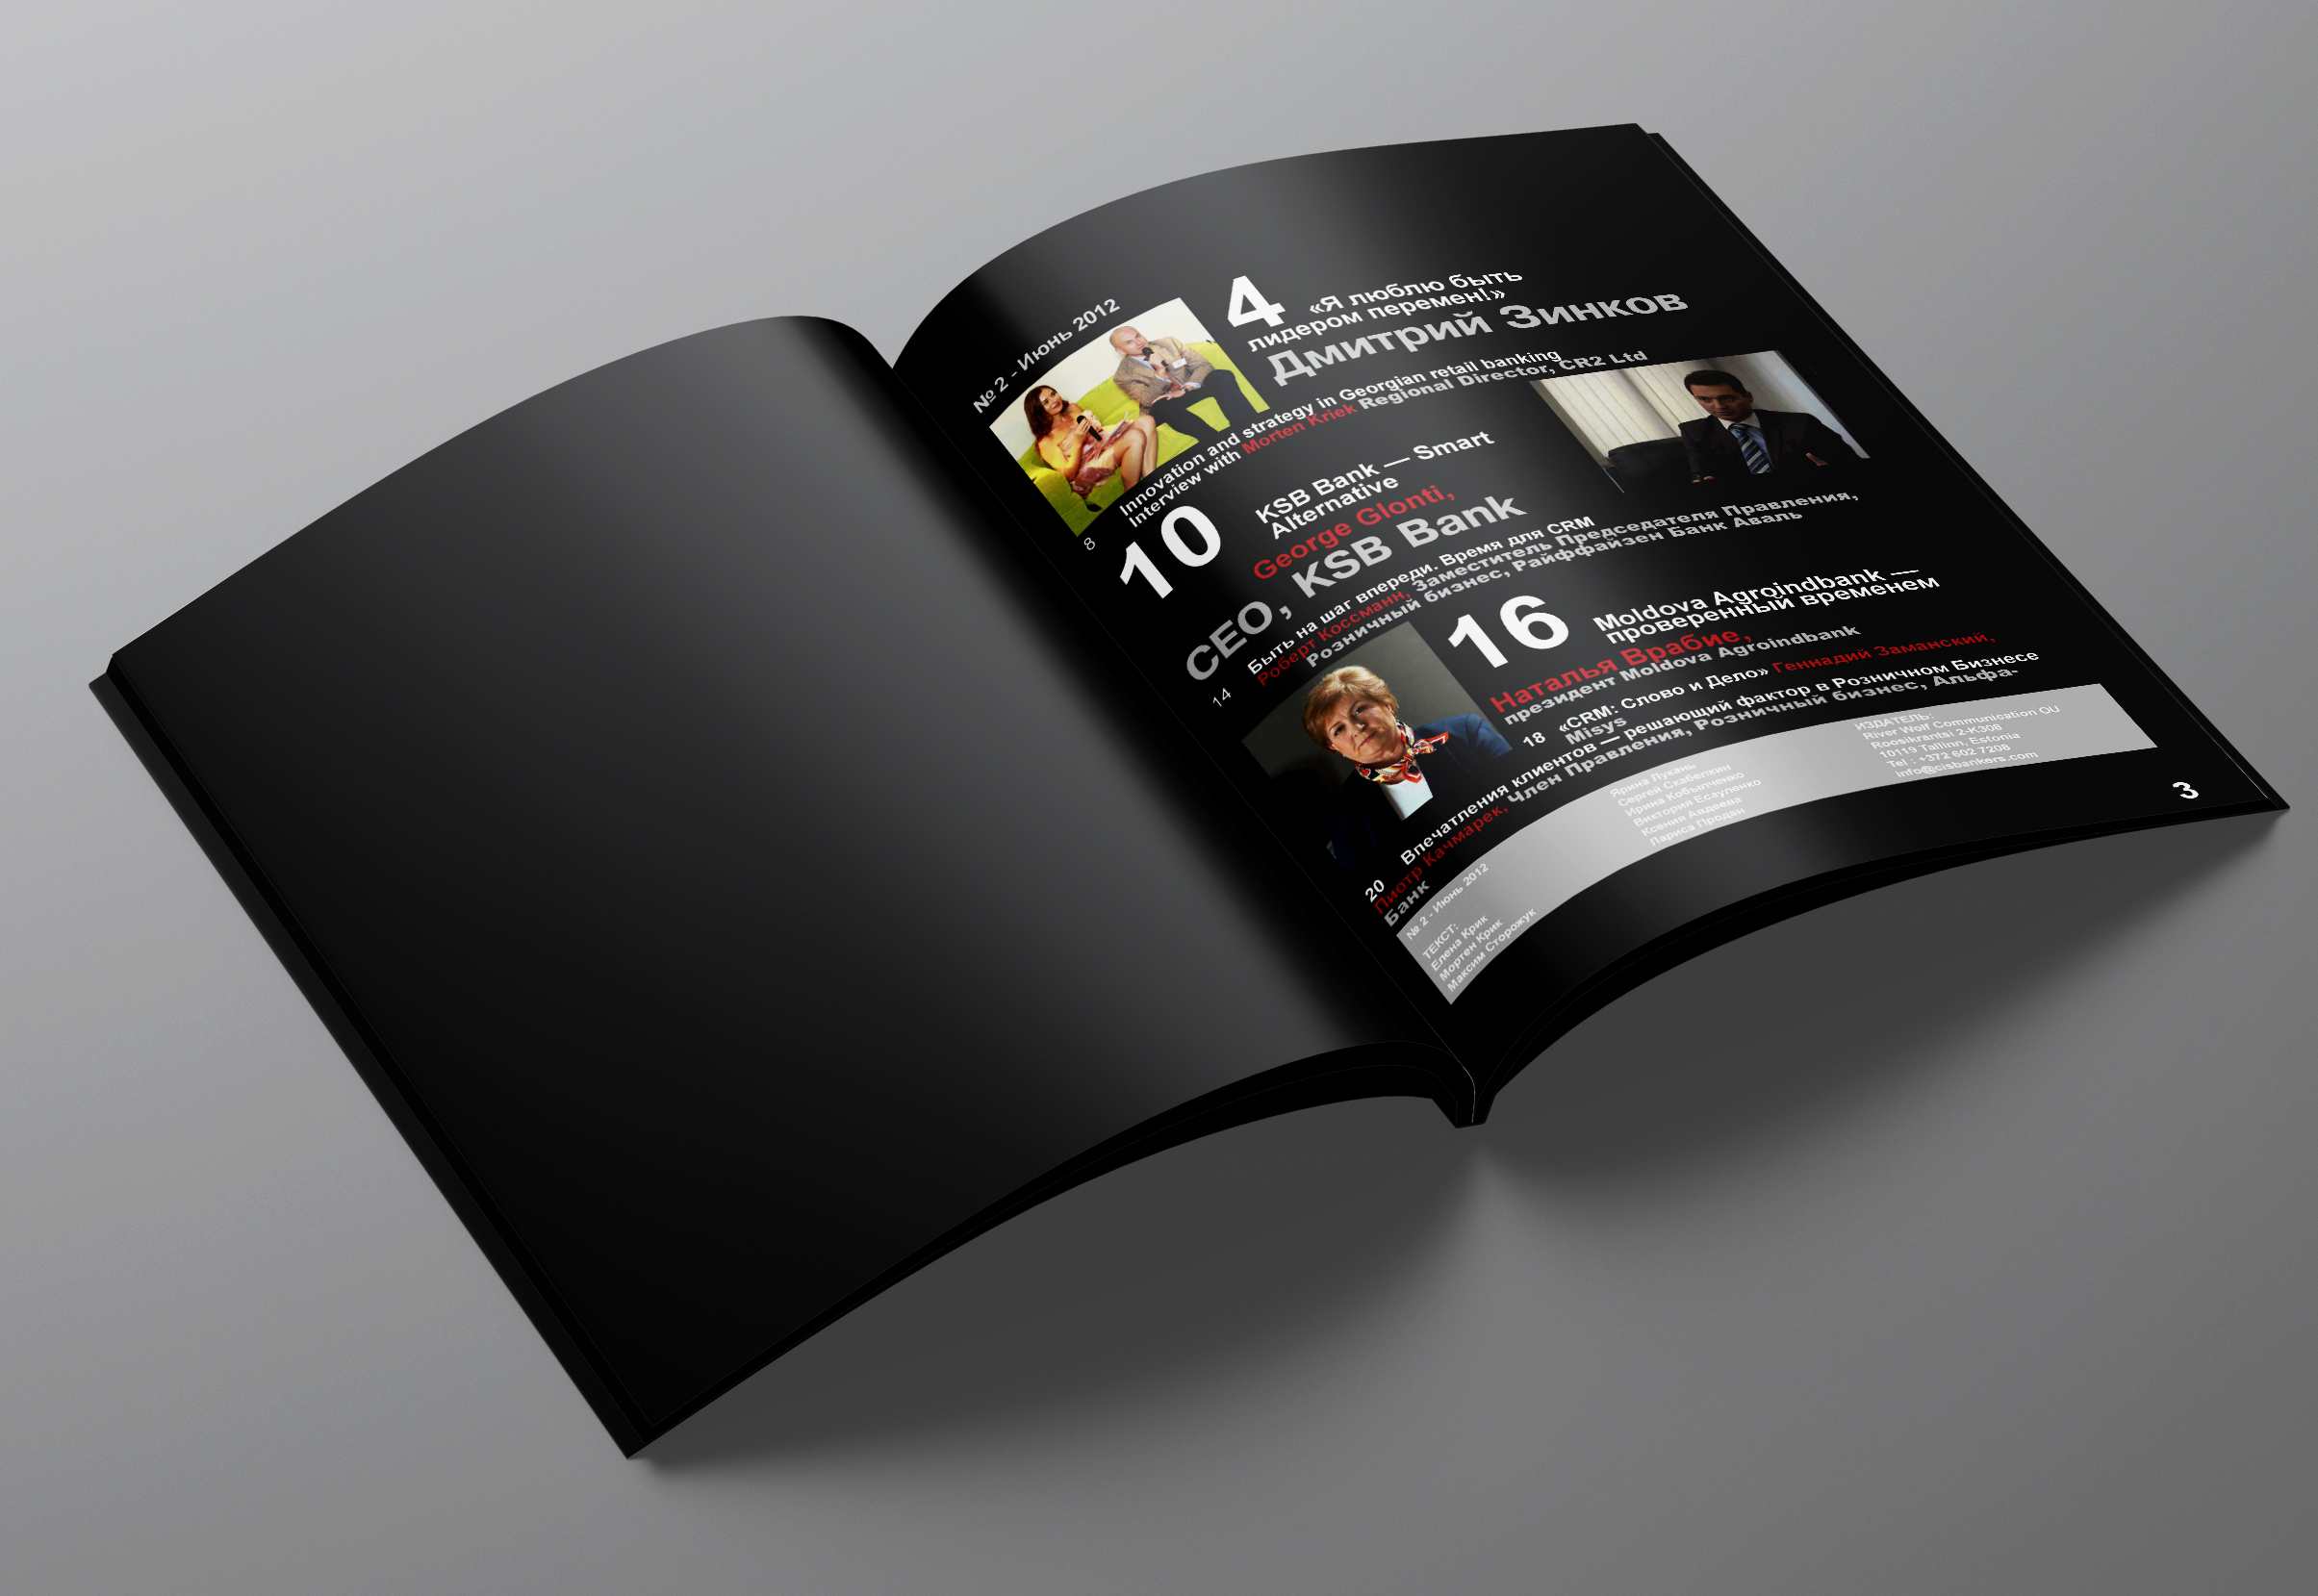 № 2 - Июнь 2012
4
«Я люблю быть
лидером перемен!»
Дмитрий Зинков
8
Innovation and strategy in Georgian retail banking
Interview with Morten Kriek Regional Director, CR2 Ltd
10
KSB Bank — Smart
Alternative
George Glonti,
CEO, KSB Bank
14
Быть на шаг впереди. Время для CRM
Роберт Коссманн, Заместитель Председателя Правления,
Розничный бизнес, Райффайзен Банк Аваль
16
Moldova Agroindbank —
проверенный временем
Наталья Врабие,
президент Moldova Agroindbank
18 «CRM: Слово и Дело» Геннадий Заманский,
Misys
20 Впечатления клиентов — решающий фактор в Розничном Бизнесе
Пиотр Качмарек, Член Правления, Розничный бизнес, Альфа-
Банк
№ 2 - Июнь 2012
ТЕКСТ:
Елена Крик
Мортен Крик
Максим Сторожук
Ярина Лукань
Сергей Скабелкин
Ирина Кобылченко
Виктория Есауленко
Ксения Авдеева
Лариса Продан
ИЗДАТЕЛЬ:
River Wolf Communication OU
Roosikrantsi 2-K308
10119 Tallinn, Estonia
Tel : +372 602 7208
info@cisbankers.com
3